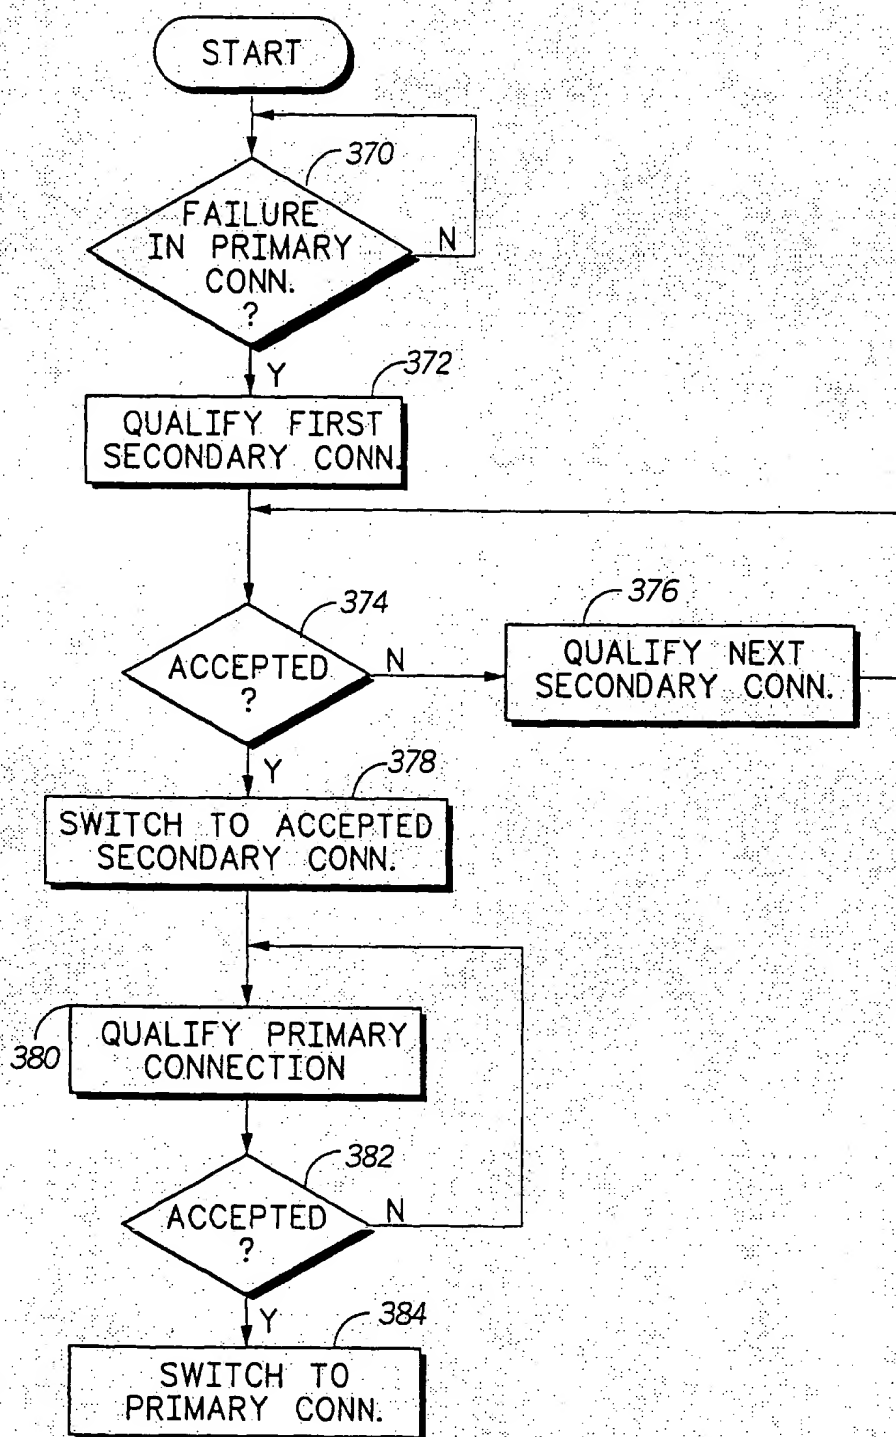 START
370
FAILURE
IN PRIMARY
CONN.
?
N
Y
372
QUALIFY FIRST
SECONDARY CONN.
374
ACCEPTED
?
N
376
QUALIFY NEXT
SECONDARY CONN.
Y
378
SWITCH TO ACCEPTED
SECONDARY CONN.
380
QUALIFY PRIMARY
CONNECTION
382
ACCEPTED
?
N
Y
384
SWITCH TO
PRIMARY CONN.